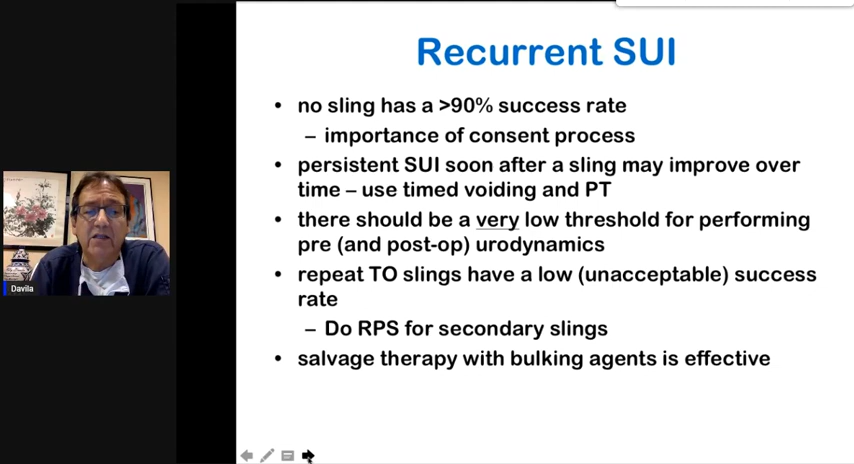 Recurrent SUI
• no sling has a >90% success rate
– importance of consent process
• persistent SUI soon after a sling may improve over
time – use timed voiding and PT
• there should be a very low threshold for performing
pre (and post-op) urodynamics
• repeat TO slings have a low (unacceptable) success
rate
– Do RPS for secondary slings
• salvage therapy with bulking agents is effective
Davila